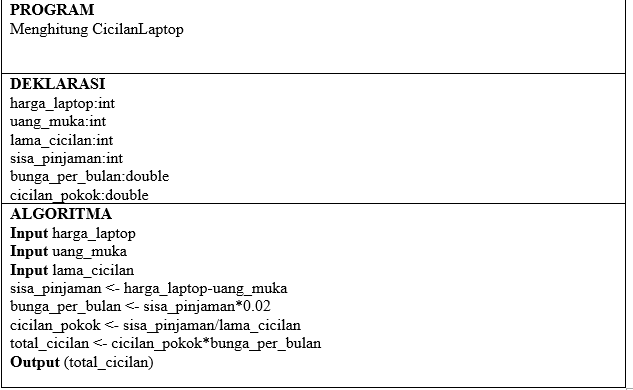 PROGRAM
Menghitung CicilanLaptop
DEKLARASI
harga_laptop:int
uang_muka:int
lama_cicilan:int
sisa_pinjaman:int
bunga_per_bulan:double
cicilan_pokok:double
ALGORITMA
Input harga_laptop
Input uang_muka
Input lama_cicilan
sisa_pinjaman <- harga_laptop-uang_muka
bunga_per_bulan <- sisa_pinjaman*0.02
cicilan_pokok <- sisa_pinjaman/lama_cicilan
total_cicilan <- cicilan_pokok*bunga_per_bulan
Output (total_cicilan)